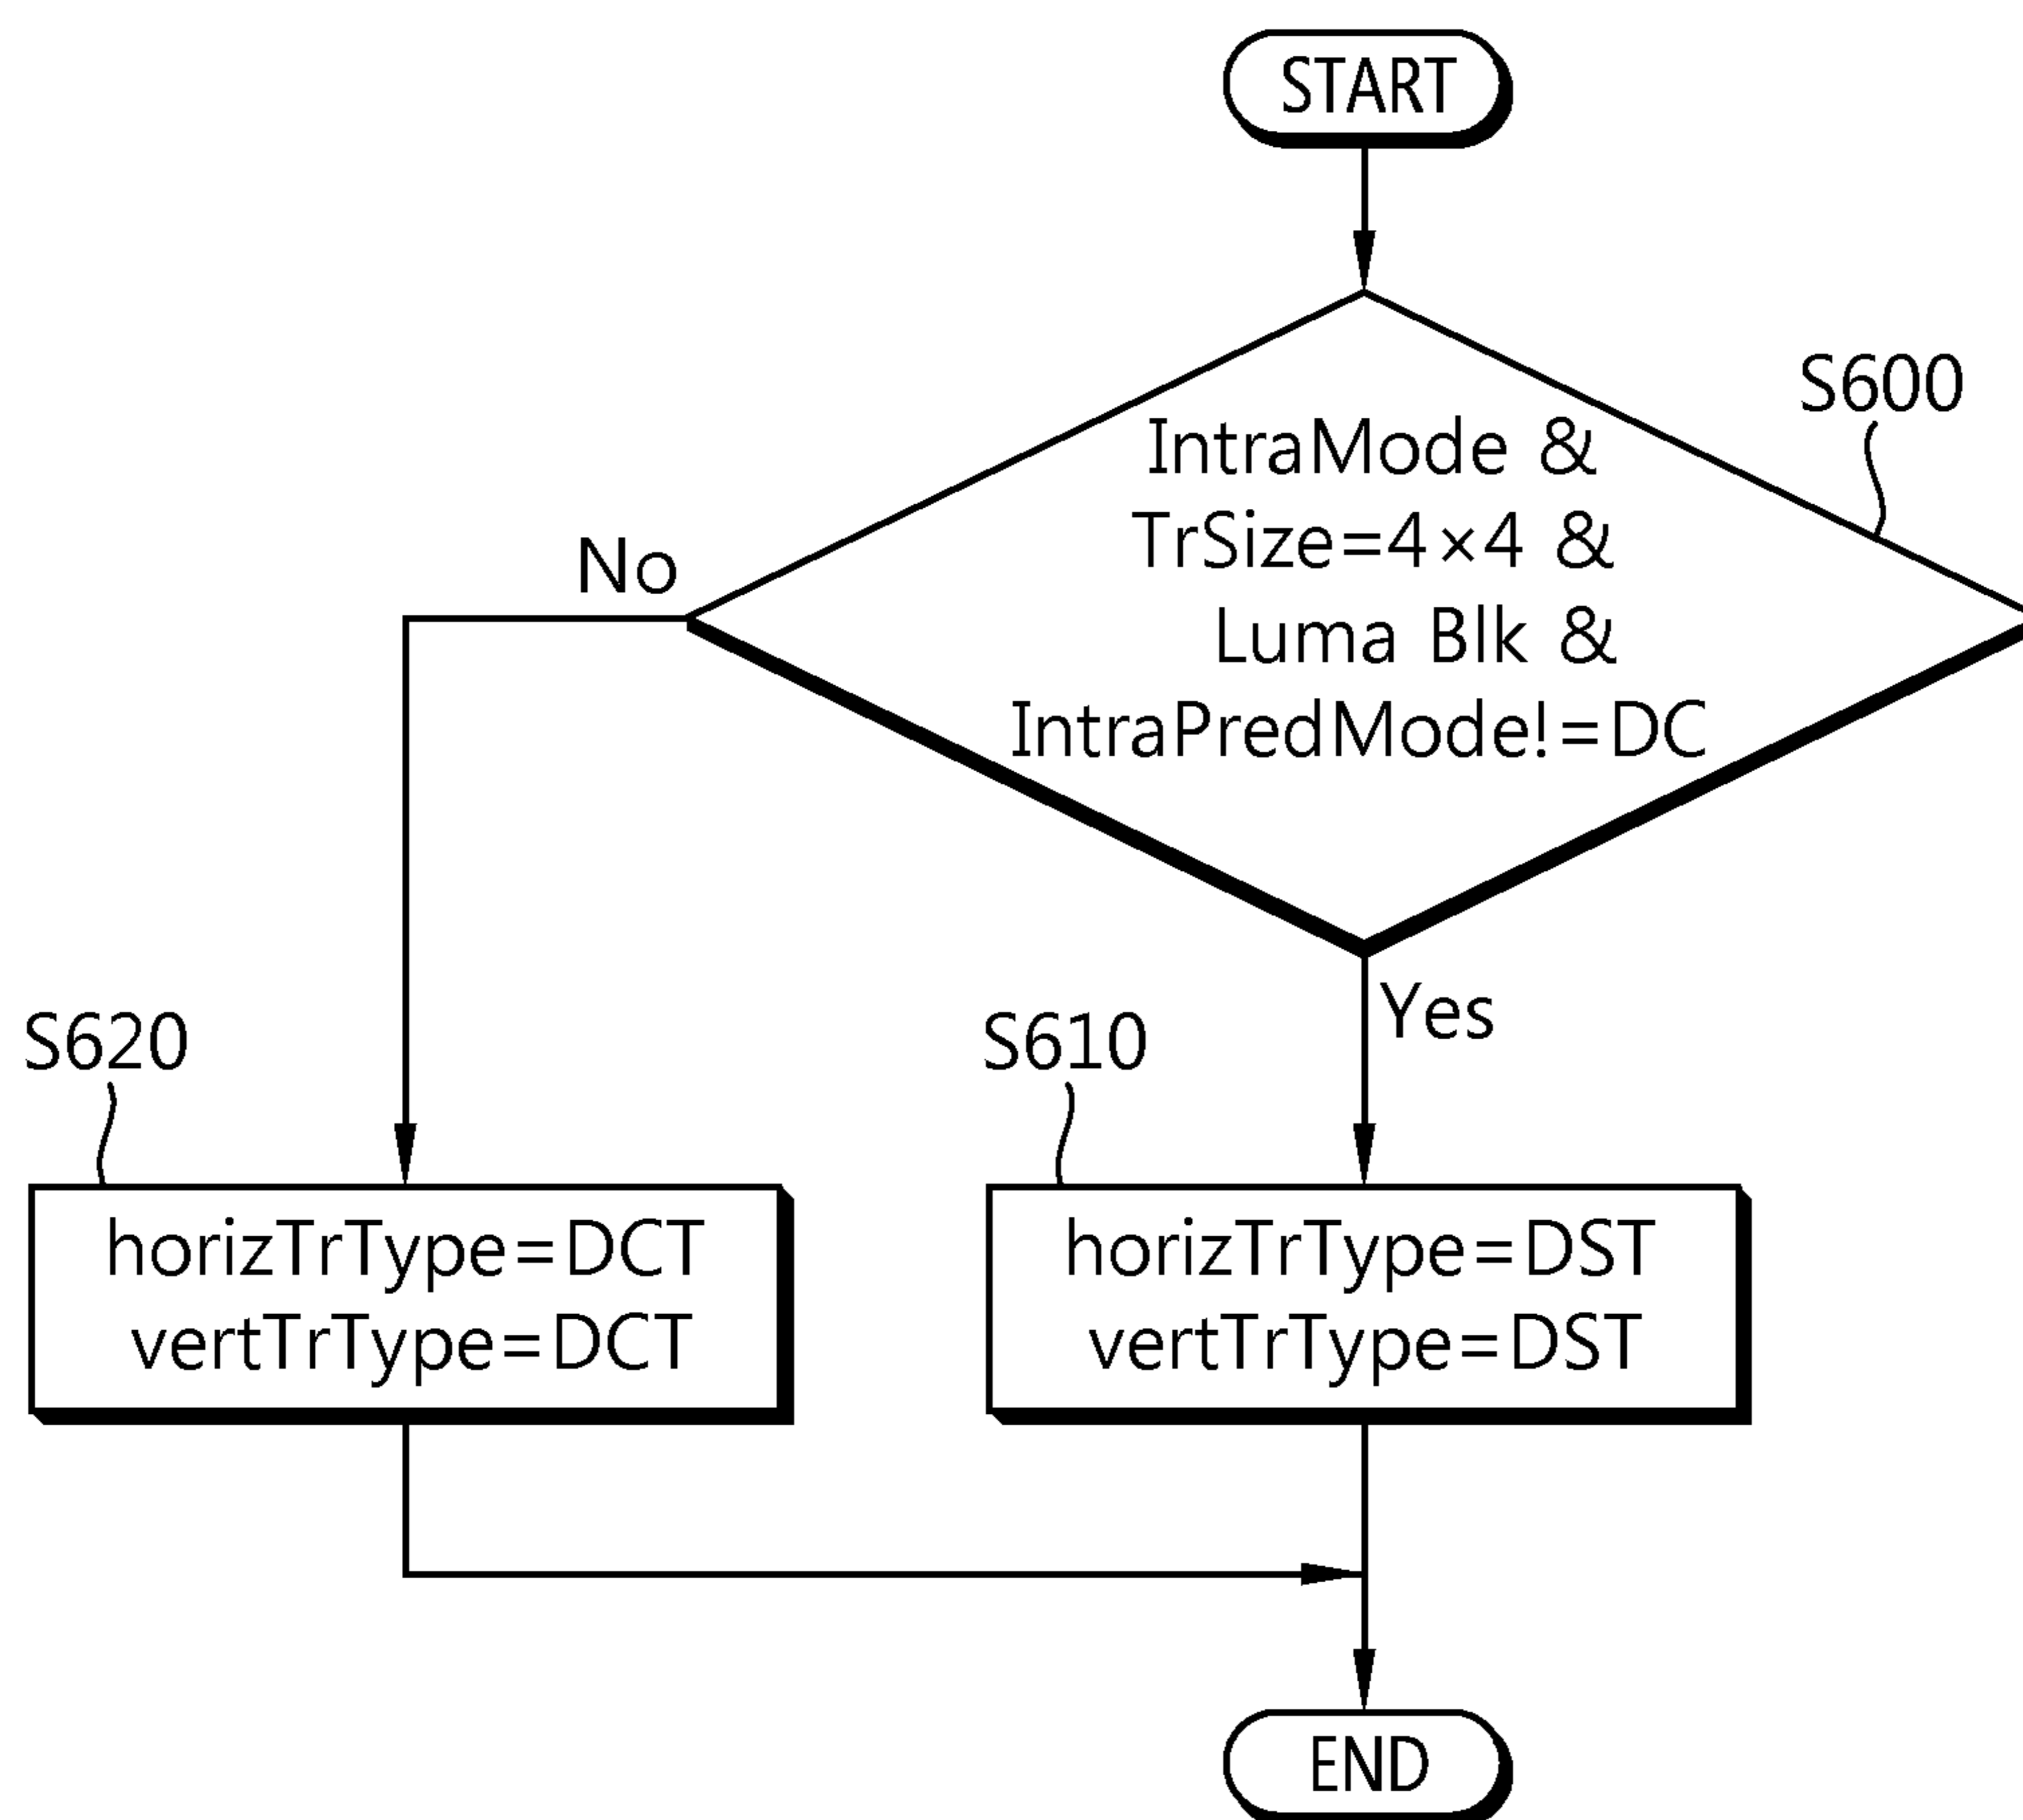 START
S600
IntraMode &
TrSize=4×4 &
Luma Blk &
IntraPredMode!=DC
No
Yes
S620
S610
horizTrType=DCT
vertTrType=DCT
horizTrType=DST
vertTrType=DST
END